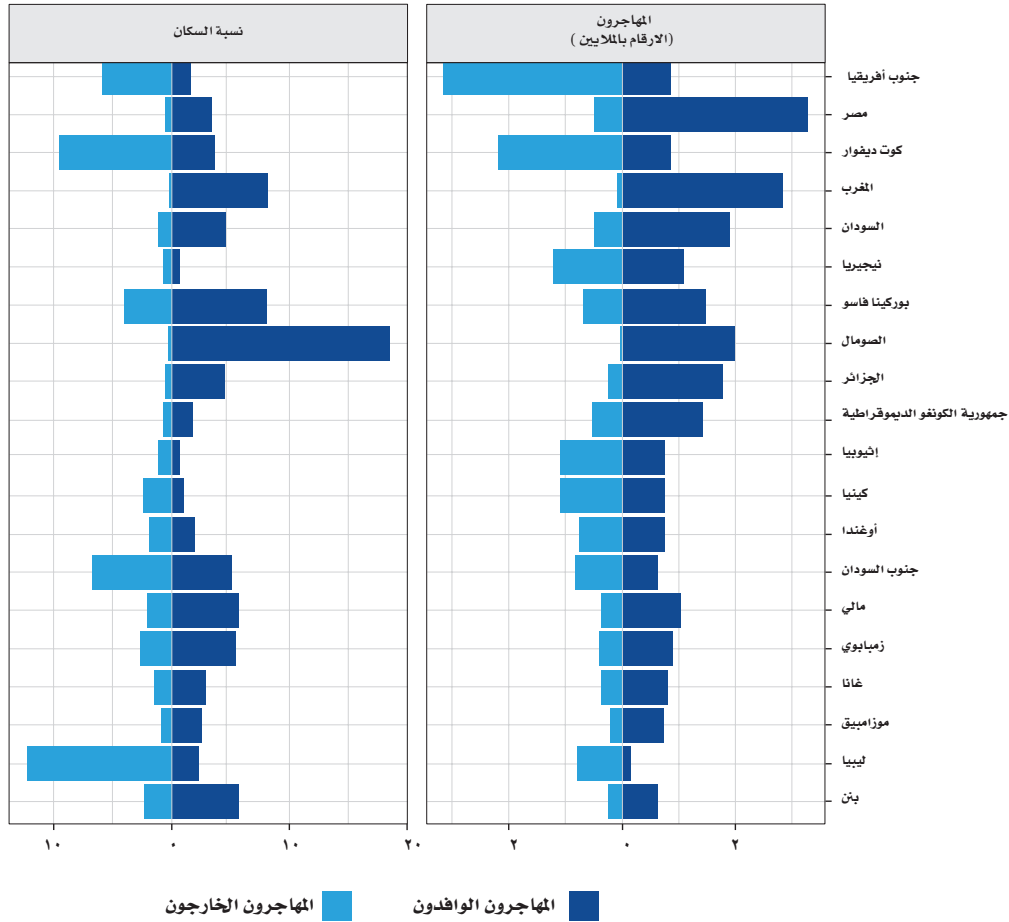 المهاجرون
(الارقام بالملايين )
نسبة السكان
جنوب أفريقيا
مصر
كوت ديفوار
المغرب
السودان
نيجيريا
بوركينا فاسو
الصومال
الجزائر
جمهورية الكونغو الديموقراطية
إثيوبيا
كينيا
أوغندا
جنوب السودان
مالي
زمبابوي
غانا
موزامبيق
ليبيا
بنن
١٠ ٠ ١٠ ٢٠
٢ ٠ ٢
المهاجرون الوافدون
المهاجرون الخارجون